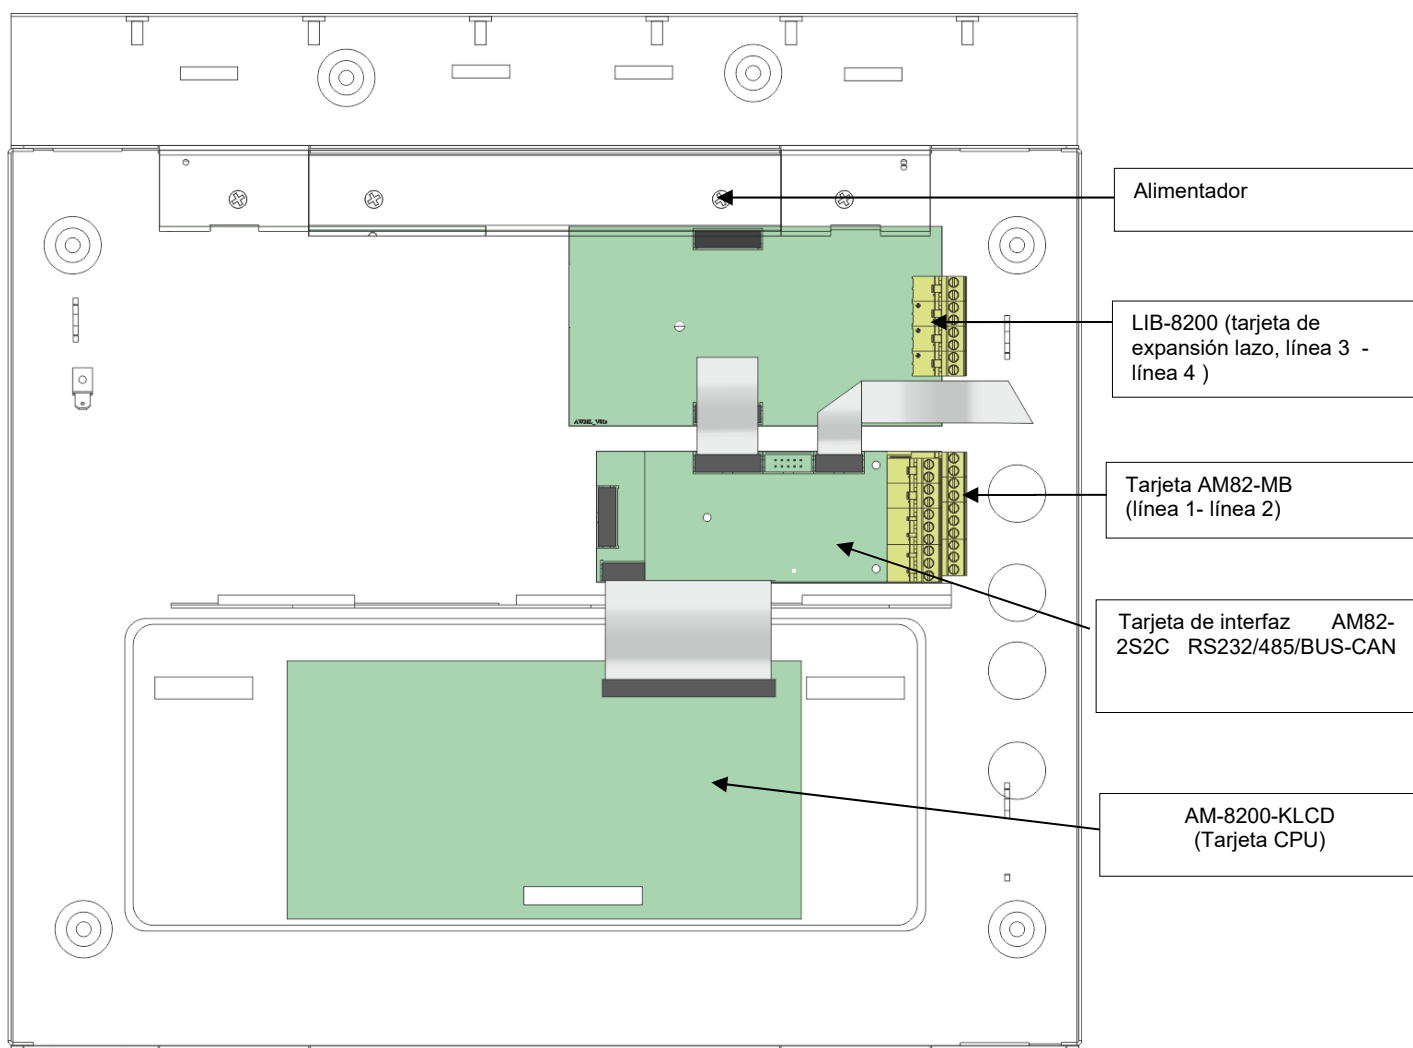 Alimentador
LIB-8200 (tarjeta de
expansión lazo, línea 3 -
línea 4 )
Tarjeta AM82-MB
(línea 1- línea 2)
Tarjeta de interfaz AM82-
2S2C RS232/485/BUS-CAN
AM-8200-KLCD
(Tarjeta CPU)